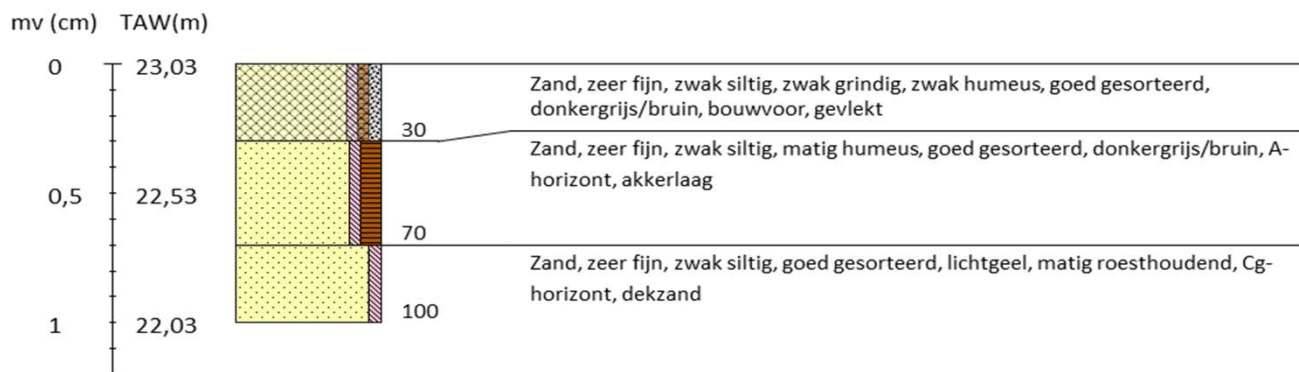 mv (cm) TAW(m)
0 23,03
Zand, zeer fijn, zwak siltig, zwak grindig, zwak humeus, goed gesorteerd,
donkergrijs/bruin, bouwvoor, gevlekt
30
Zand, zeer fijn, zwak siltig, matig humeus, goed gesorteerd, donkergrijs/bruin, A-
horizont, akkerlaag
0,5 22,53
70
Zand, zeer fijn, zwak siltig, goed gesorteerd, lichtgeel, matig roesthoudend, Cg-
horizont, dekzand
100
1 22,03